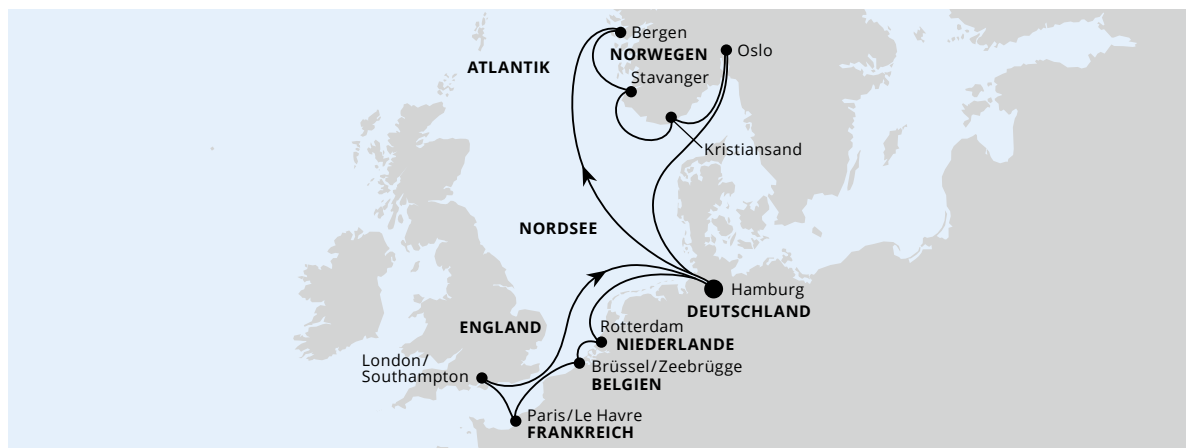 Bergen
NORWEGEN
Oslo
ATLANTIK
Stavanger
Kristiansand
NORDSEE
Hamburg
DEUTSCHLAND
ENGLAND
Rotterdam
NIEDERLANDE
London/
Southampton
Brüssel/Zeebrügge
BELGIEN
Paris/Le Havre
FRANKREICH